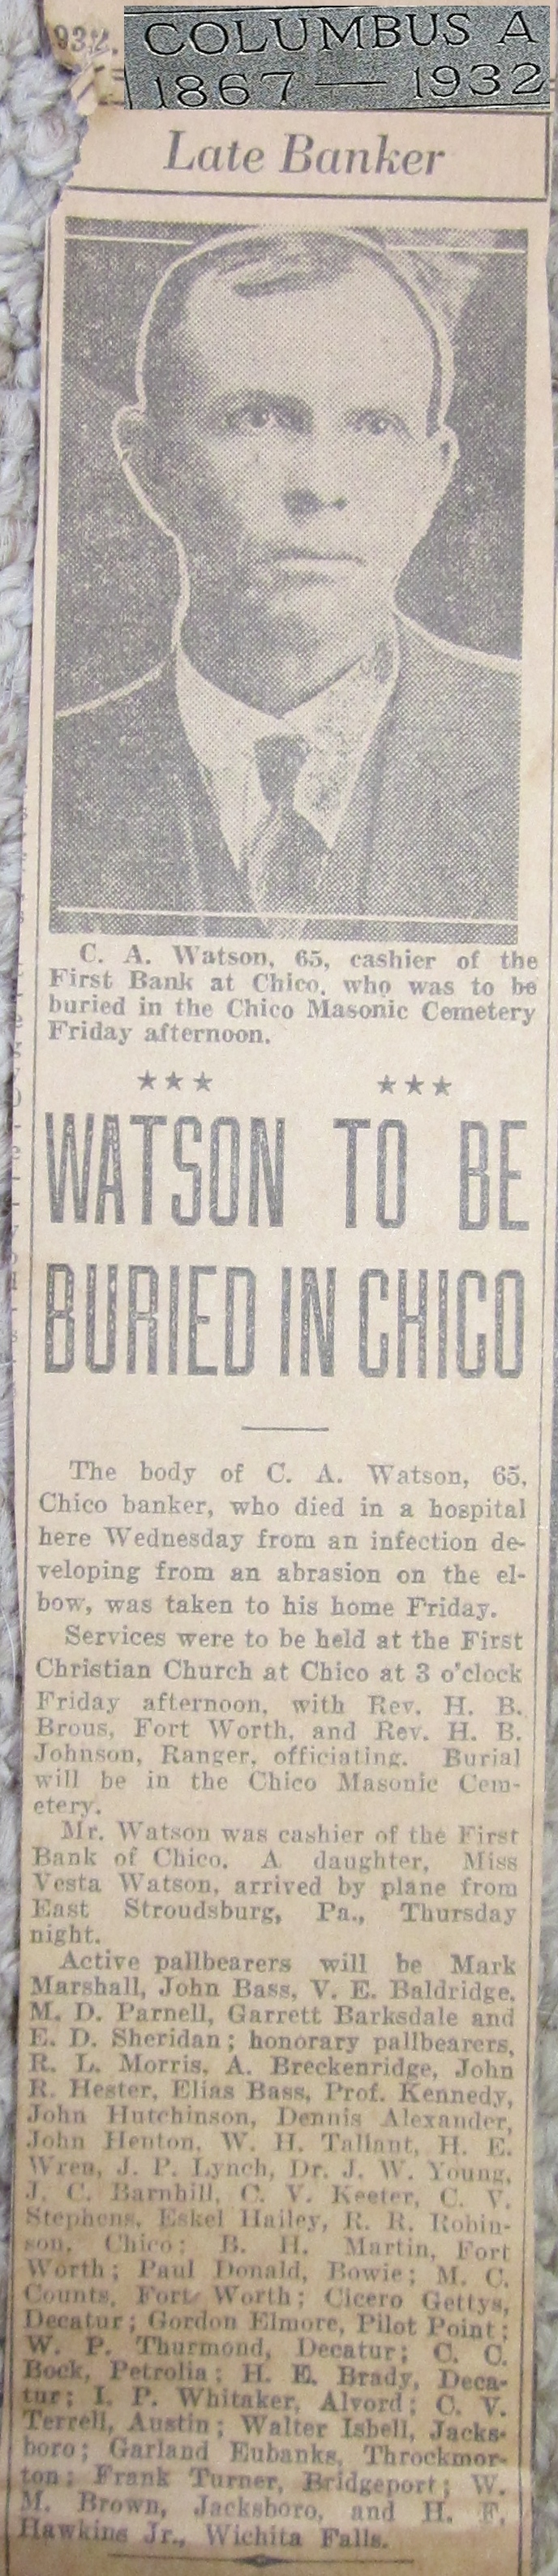 932.
COLUMBUS A
1867 — 1932
Late Banker
C. A. Watson, 65, cashier of the
First Bank at Chico, who was to be
buried in the Chico Masonic Cemetery
Friday afternoon.
★★★ ★★★
WATSON TO BE
BURIED IN CHICO
The body of C. A. Watson, 65,
Chico banker, who died in a hospital
here Wednesday from an infection de-
veloping from an abrasion on the el-
bow, was taken to his home Friday.
Services were to be held at the First
Christian Church at Chico at 3 o'clock
Friday afternoon, with Rev. H. B.
Brous, Fort Worth, and Rev. H. B.
Johnson, Ranger, officiating. Burial
will be in the Chico Masonic Cem-
etery.
Mr. Watson was cashier of the First
Bank of Chico. A daughter, Miss
Vesta Watson, arrived by plane from
East Stroudsburg, Pa., Thursday
night.
Active pallbearers will be Mark
Marshall, John Bass, V. E. Baldridge,
M. D. Parnell, Garrett Barksdale and
E. D. Sheridan; honorary pallbearers,
R. L. Morris, A. Breckenridge, John
R. Hester, Elias Bass, Prof. Kennedy,
John Hutchinson, Dennis Alexander,
John Henton, W. H. Tallant, H. E.
Wren, J. P. Lynch, Dr. J. W. Young,
J. C. Barnhill, C. V. Keeter, C. V.
Stephens, Eskel Hailey, R. R. Robin-
son, Chico; B. H. Martin, Fort
Worth; Paul Donald, Bowie; M. C.
Counts, Fort Worth; Cicero Gettys,
Decatur; Gordon Elmore, Pilot Point;
W. P. Thurmond, Decatur; C. C.
Bock, Petrolia; H. E. Brady, Deca-
tur; I. P. Whitaker, Alvord; C. V.
Terrell, Austin; Walter Isbell, Jacks-
boro; Garland Eubanks, Throckmor-
ton; Frank Turner, Bridgeport; W.
M. Brown, Jacksboro, and H. F.
Hawkins Jr., Wichita Falls.